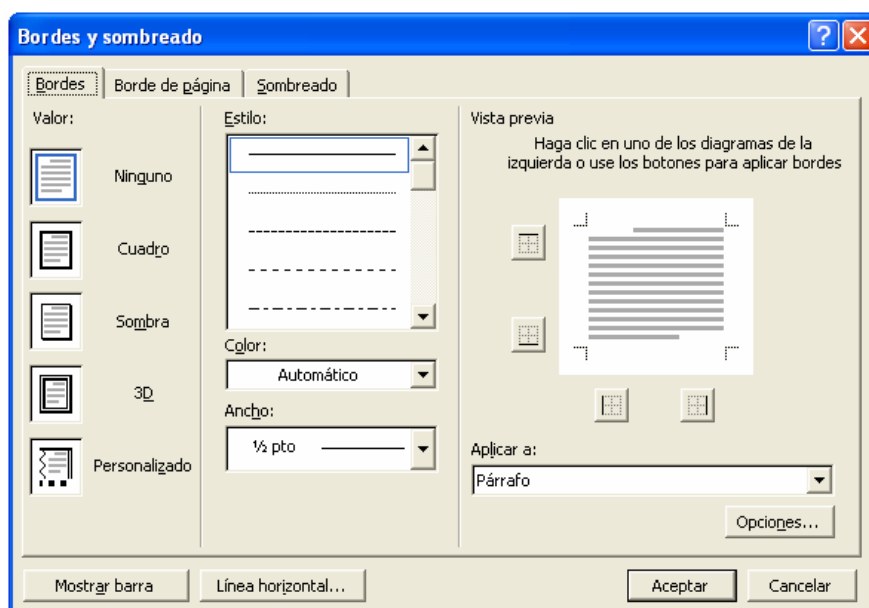 Bordes y sombreado
Bordes
Borde de página
Sombreado
Valor:
Ninguno
Cuadro
Sombra
3D
Personalizado
Estilo:
Color:
Automático
Ancho:
½ pto
Vista previa
Haga clic en uno de los diagramas de la
izquierda o use los botones para aplicar bordes
Aplicar a:
Párrafo
Opciones...
Mostrar barra
Línea horizontal...
Aceptar
Cancelar